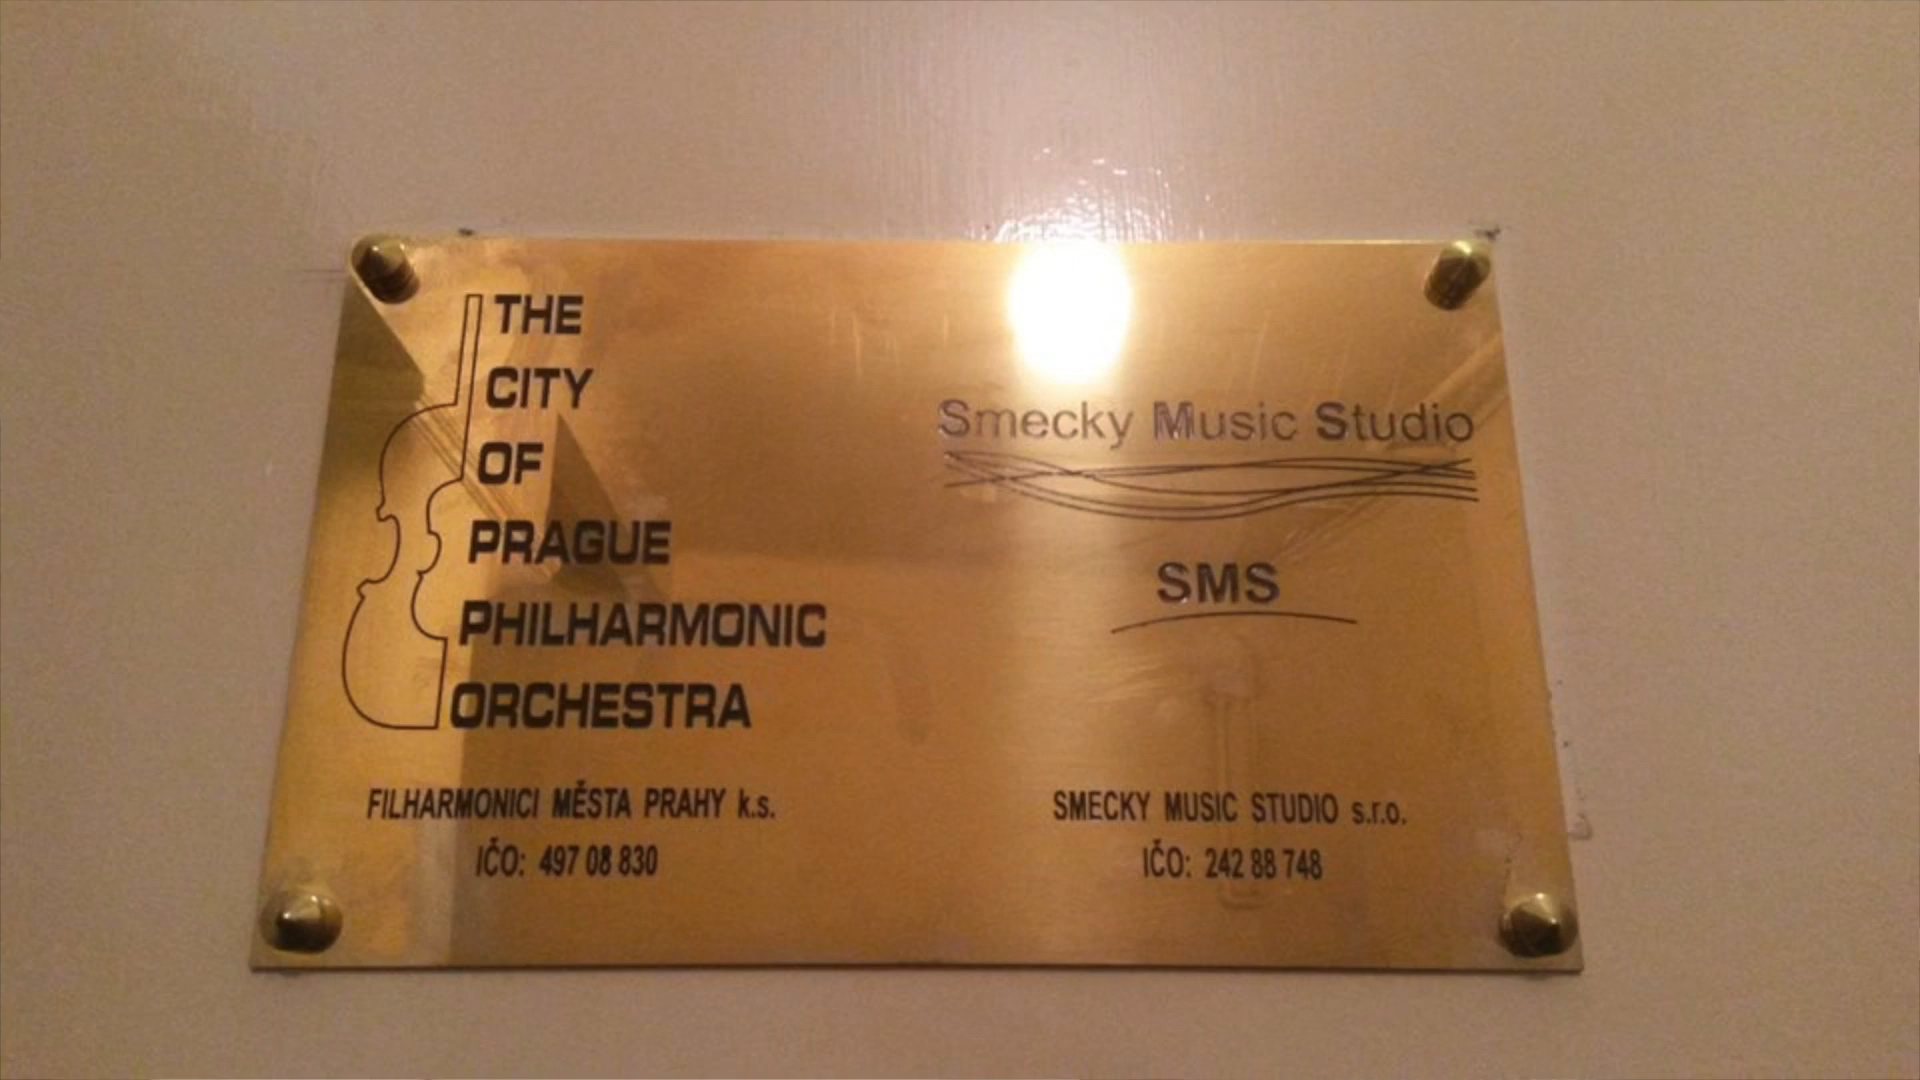 THE
CITY
OF
PRAGUE
PHILHARMONIC
ORCHESTRA
FILHARMONICI MĚSTA PRAHY k.s.
IČO: 497 08 830
Smecky Music Studio
SMS
SMECKY MUSIC STUDIO s.r.o.
IČO: 242 88 748